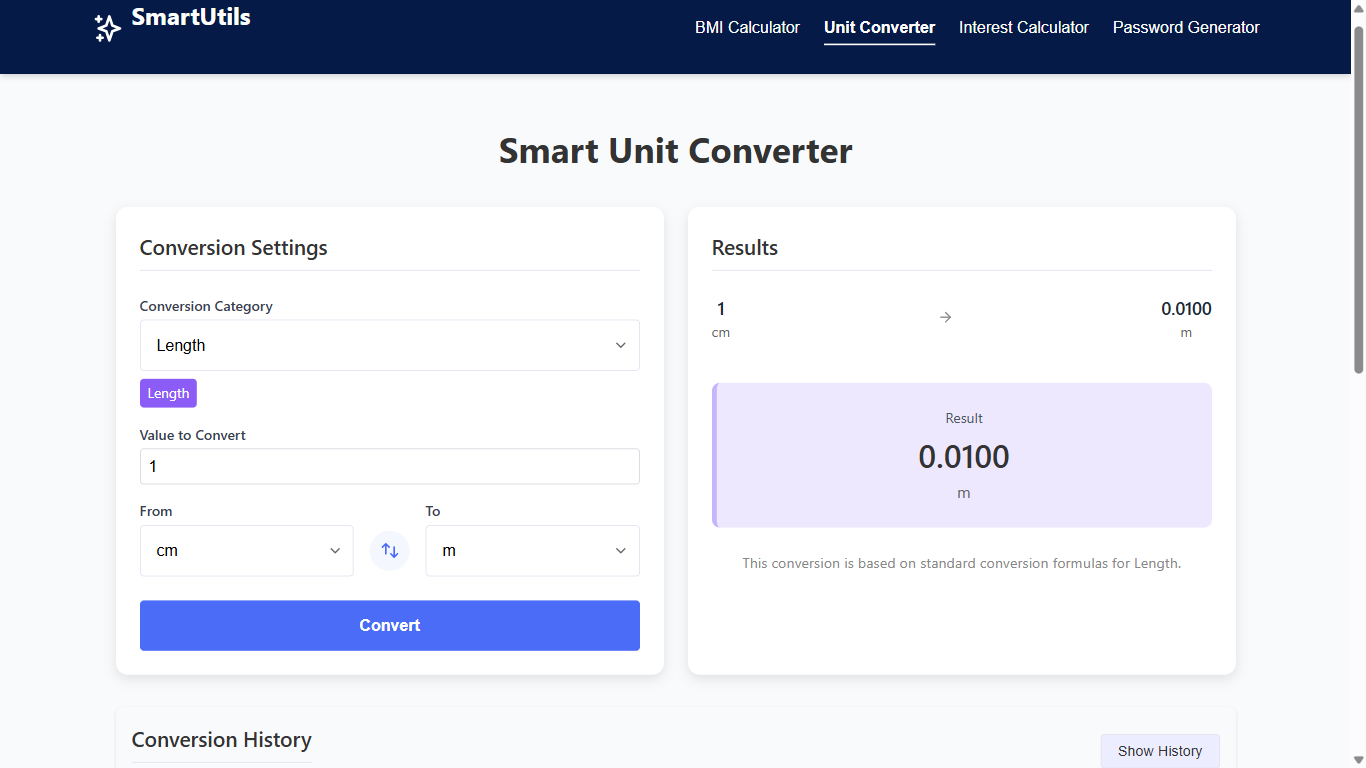 SmartUtils
BMI Calculator
Unit Converter
Interest Calculator
Password Generator
Smart Unit Converter
Conversion Settings
Conversion Category
Length
Length
Value to Convert
1
From
To
cm
m
Convert
Results
1
cm
→
0.0100
m
Result
0.0100
m
This conversion is based on standard conversion formulas for Length.
Conversion History
Show History